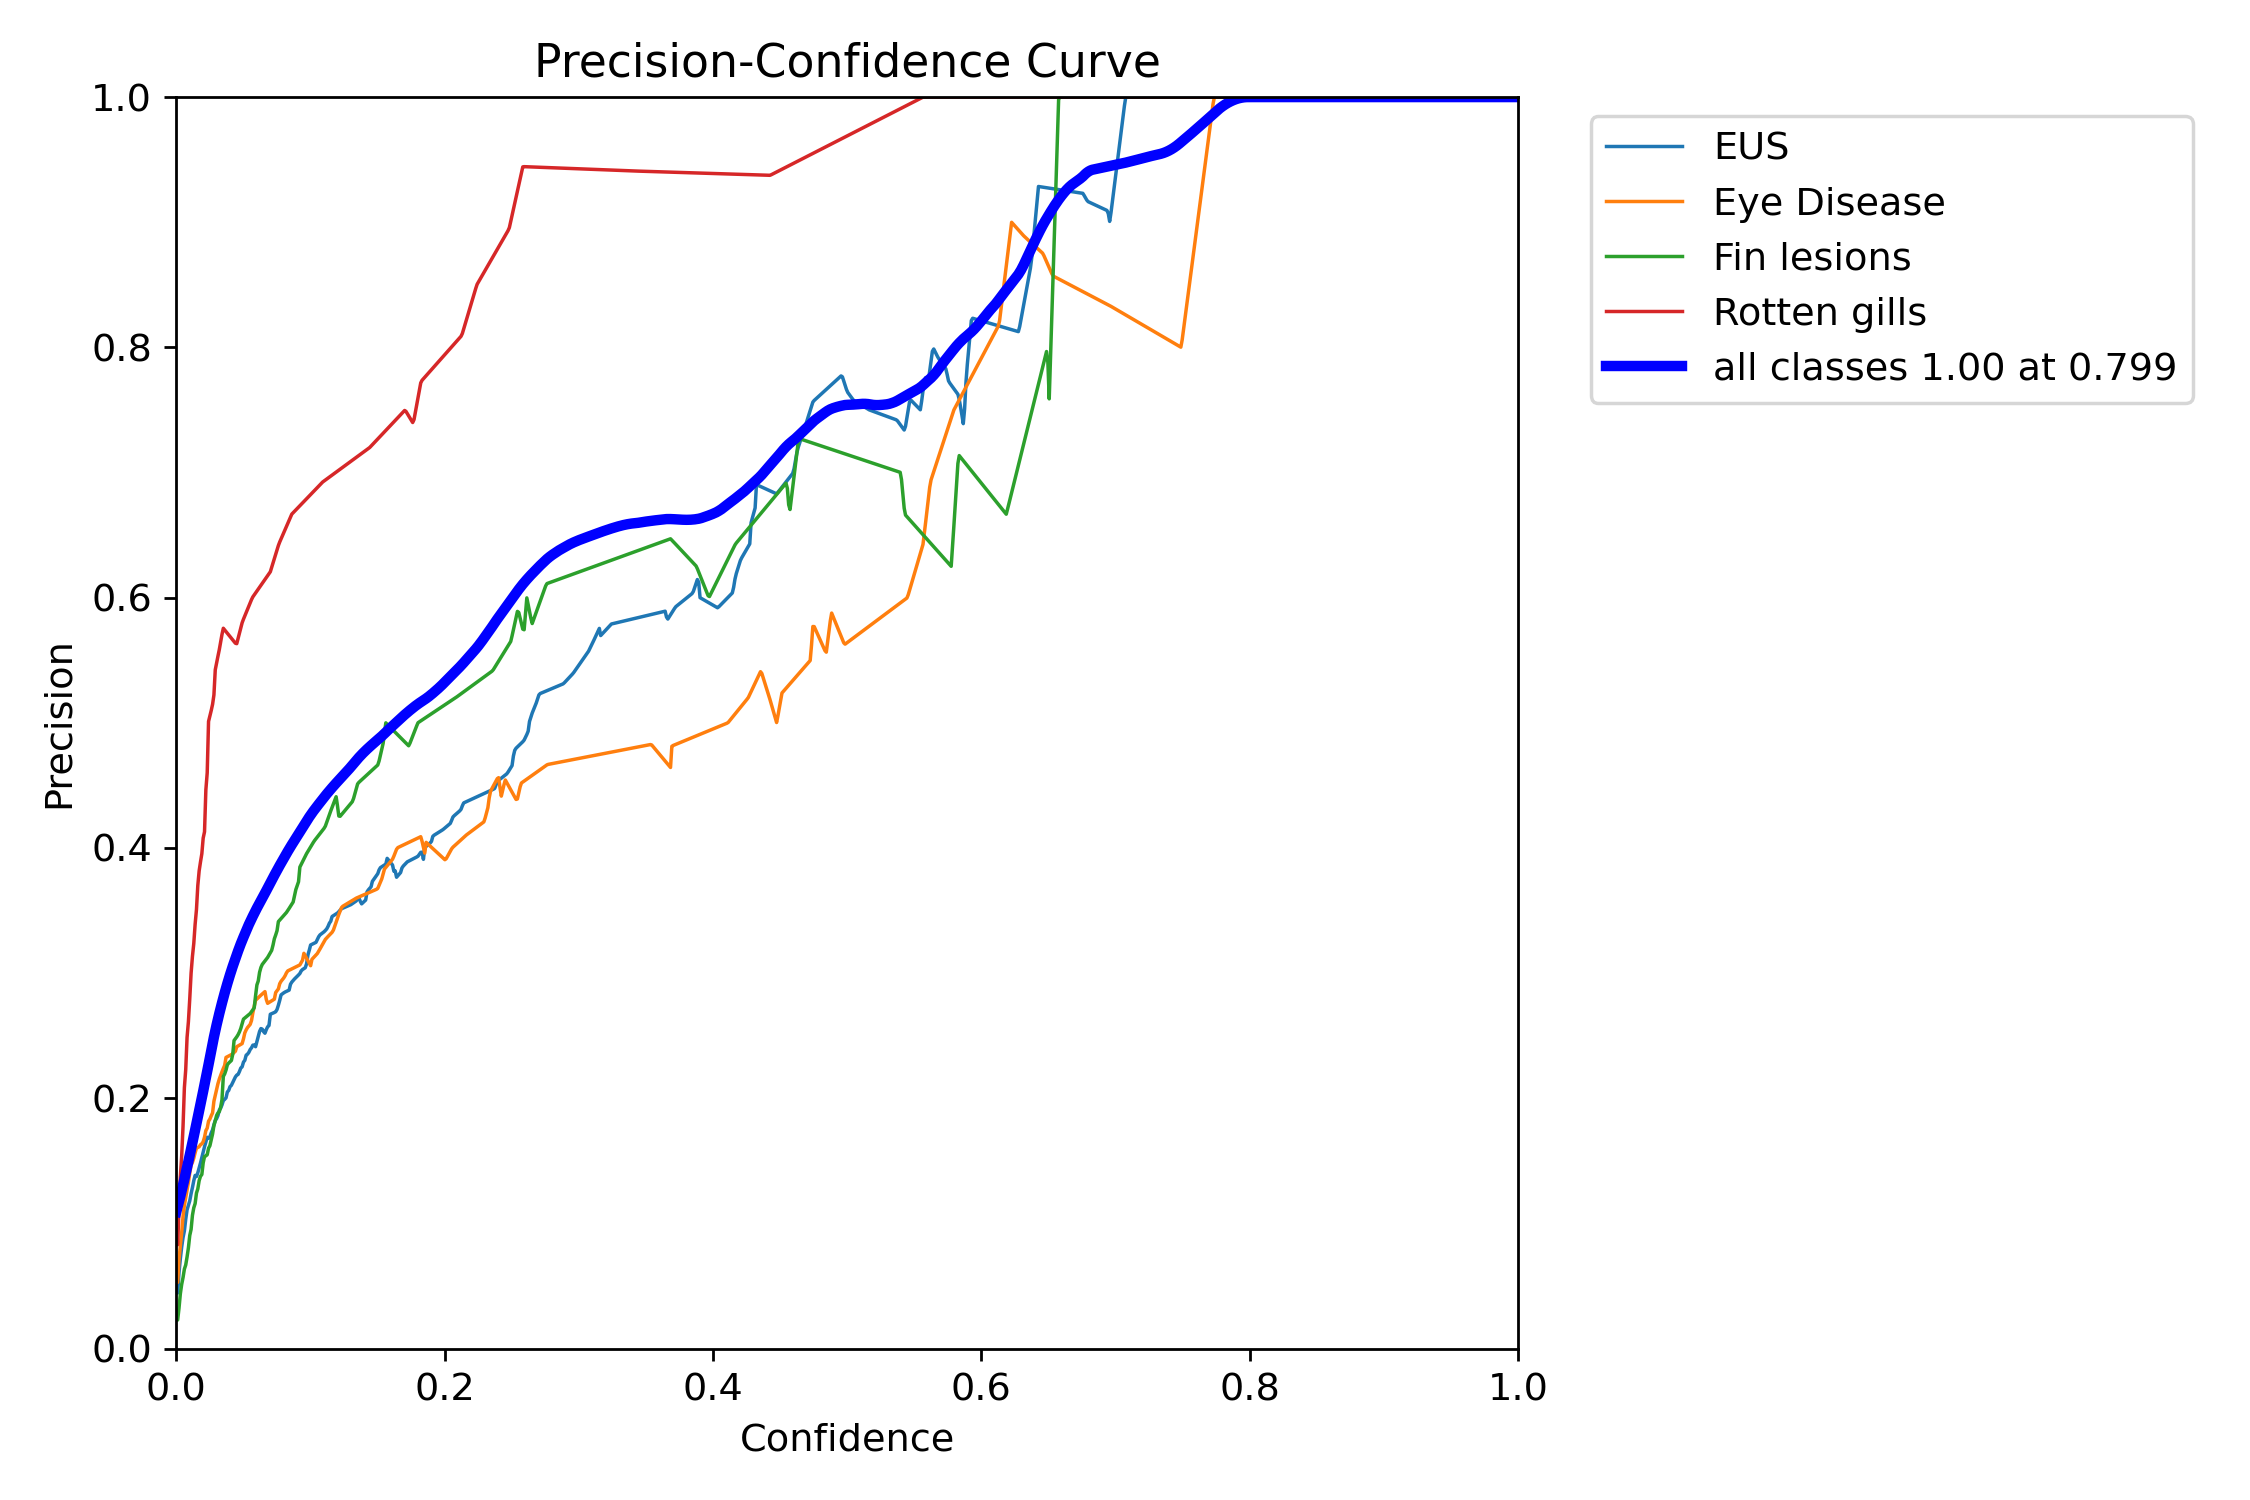 Precision-Confidence Curve
1.0
0.8
0.6
0.4
0.2
0.0
Precision
0.0 0.2 0.4 0.6 0.8 1.0
Confidence
EUS
Eye Disease
Fin lesions
Rotten gills
all classes 1.00 at 0.799